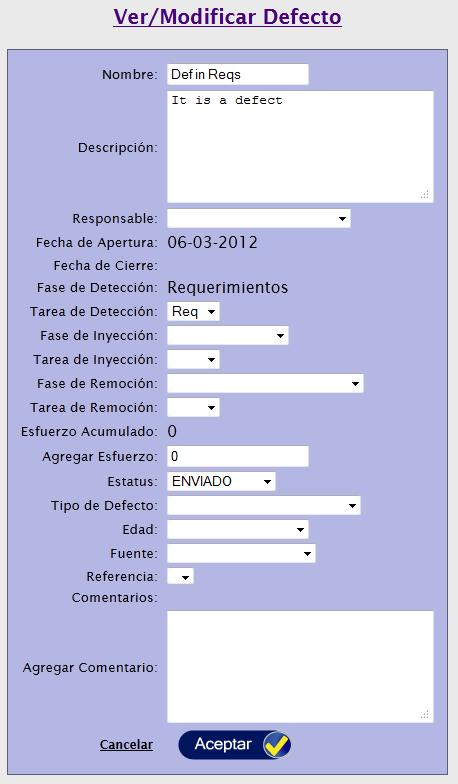 Ver/Modificar Defecto
Nombre: Def in Reqs
Descripción: It is a defect
Responsable:
Fecha de Apertura: 06-03-2012
Fecha de Cierre:
Fase de Detección: Requerimientos
Tarea de Detección: Req
Fase de Inyección:
Tarea de Inyección:
Fase de Remoción:
Tarea de Remoción:
Esfuerzo Acumulado: 0
Agregar Esfuerzo: 0
Estatus: ENVIADO
Tipo de Defecto:
Edad:
Fuente:
Referencia:
Comentarios:
Agregar Comentario:
Cancelar Aceptar